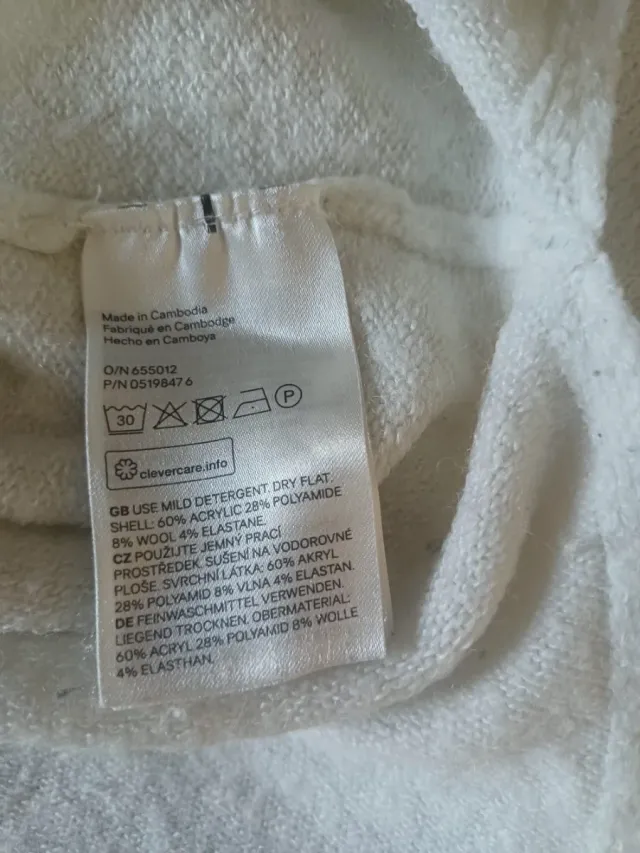 Made in Cambodia
Fabriqué en Cambodge
Hecho en Camboya
O/N 655012
P/N 0519847 6
30 P
clevercare.info
GB USE MILD DETERGENT. DRY FLAT.
SHELL: 60% ACRYLIC 28% POLYAMIDE
8% WOOL 4% ELASTANE.
CZ POUŽIJTE JEMNÝ PRACÍ
PROSTŘEDEK. SUŠENÍ NA VODOROVNÉ
PLOŠE. SVRCHNÍ LÁTKA: 60% AKRYL
28% POLYAMID 8% VLNA 4% ELASTAN.
DE FEINWASCHMITTEL VERWENDEN.
LIEGEND TROCKNEN. OBERMATERIAL:
60% ACRYL 28% POLYAMID 8% WOLLE
4% ELASTHAN.